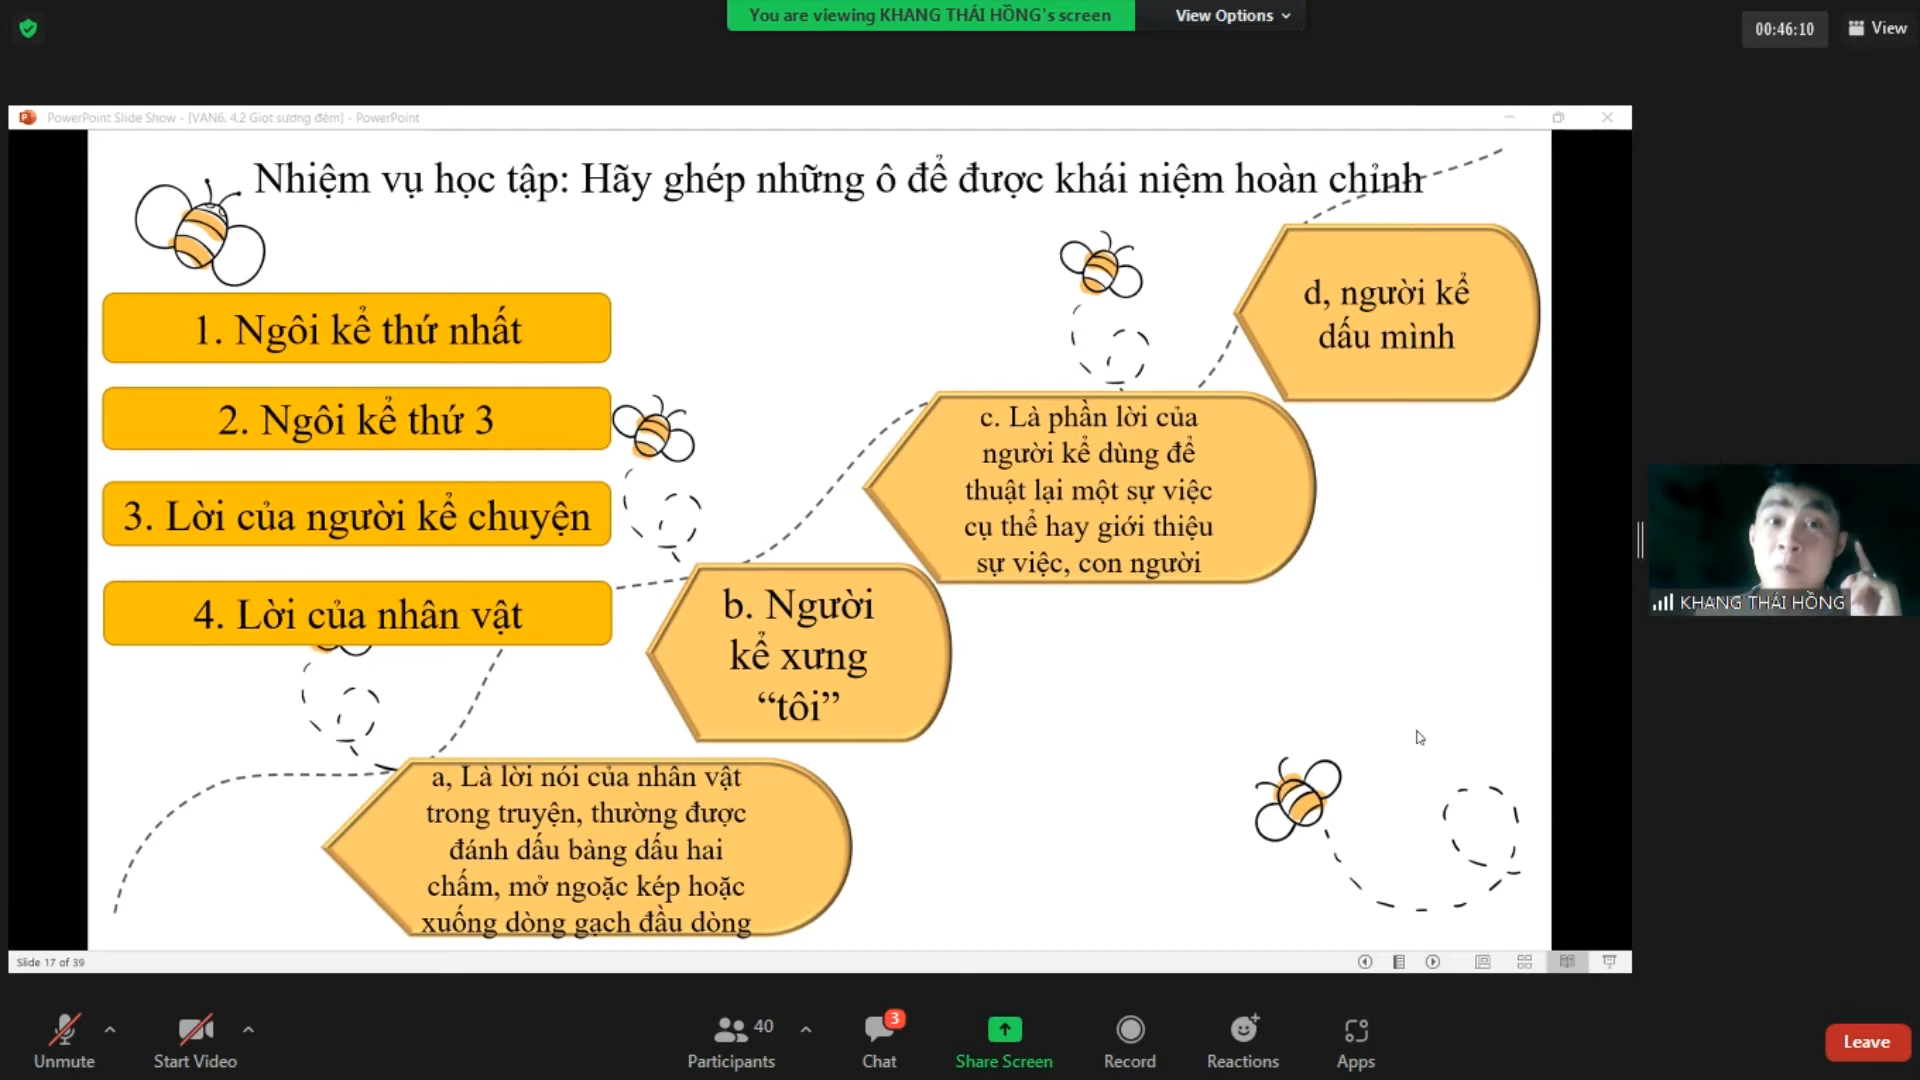 You are viewing KHANG THÁI HỒNG's screen
View Options
00:46:10
View
PowerPoint Slide Show - [VAN6. 4.2 Giọt sương đêm] - PowerPoint
Nhiệm vụ học tập: Hãy ghép những ô để được khái niệm hoàn chỉnh
1. Ngôi kể thứ nhất
2. Ngôi kể thứ 3
3. Lời của người kể chuyện
4. Lời của nhân vật
d, người kể
dấu mình
c. Là phần lời của
người kể dùng để
thuật lại một sự việc
cụ thể hay giới thiệu
sự việc, con người
b. Người
kể xưng
“tôi”
a, Là lời nói của nhân vật
trong truyện, thường được
đánh dấu bàng dấu hai
chấm, mở ngoặc kép hoặc
xuống dòng gạch đầu dòng
KHANG THÁI HỒNG
Slide 17 of 39
Unmute
Start Video
40
Participants
3
Chat
Share Screen
Record
Reactions
Apps
Leave